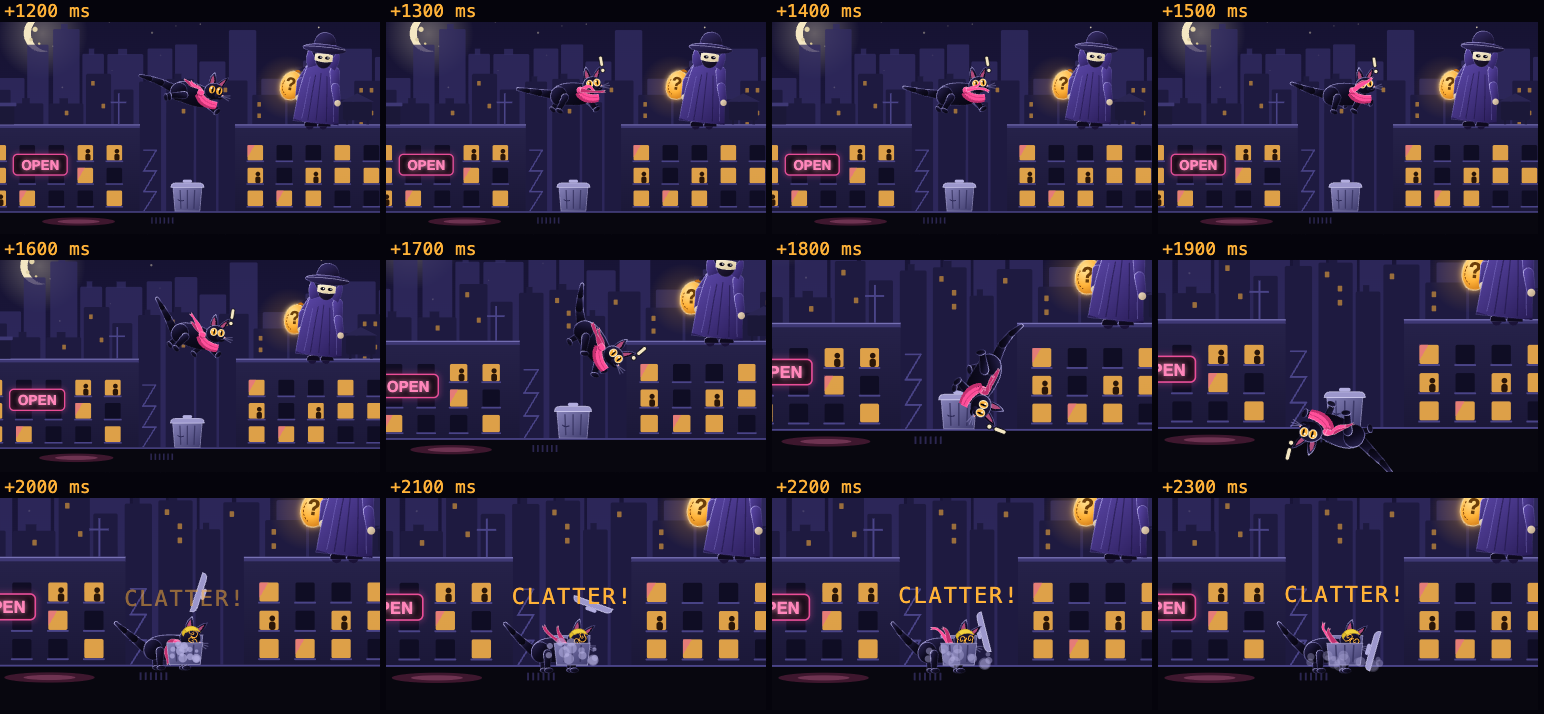 +1200 ms
+1300 ms
+1400 ms
+1500 ms
?
?
?
?
OPEN
OPEN
OPEN
OPEN
+1600 ms
+1700 ms
+1800 ms
+1900 ms
?
?
?
?
OPEN
OPEN
PEN
PEN
+2000 ms
+2100 ms
+2200 ms
+2300 ms
?
?
?
?
CLATTER!
CLATTER!
CLATTER!
CLATTER!
PEN
PEN
PEN
PEN